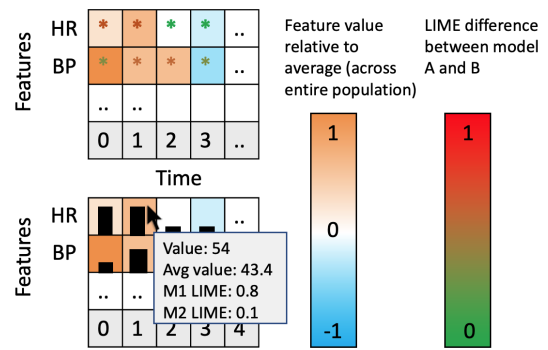 HR * * * * ..
BP * * * * ..
.. ..
0 1 2 3 ..
Features
Time
HR ..
BP
.. ..
0 1 2 3 4
Features
Value: 54
Avg value: 43.4
M1 LIME: 0.8
M2 LIME: 0.1
Feature value
relative to
average (across
entire population)
1
0
-1
LIME difference
between model
A and B
1
0